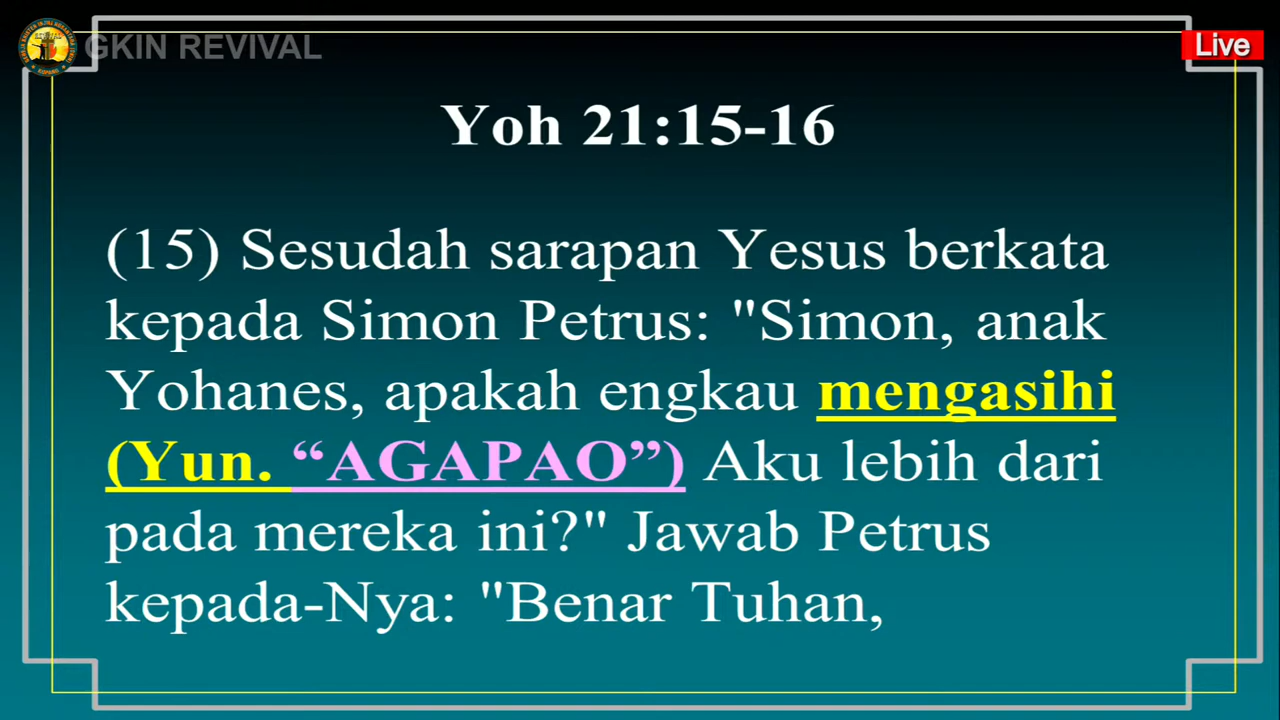 GKIN REVIVAL
Live
Yoh 21:15-16
(15) Sesudah sarapan Yesus berkata
kepada Simon Petrus: "Simon, anak
Yohanes, apakah engkau mengasihi
(Yun. “AGAPAO”) Aku lebih dari
pada mereka ini?" Jawab Petrus
kepada-Nya: "Benar Tuhan,